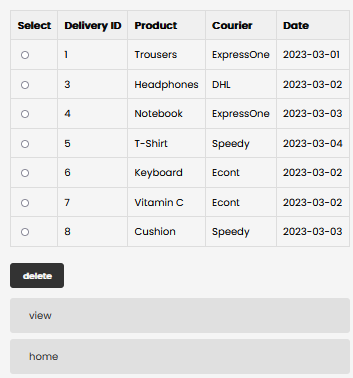 Select Delivery ID Product Courier Date
1 Trousers ExpressOne 2023-03-01
3 Headphones DHL 2023-03-02
4 Notebook ExpressOne 2023-03-03
5 T-Shirt Speedy 2023-03-04
6 Keyboard Econt 2023-03-02
7 Vitamin C Econt 2023-03-02
8 Cushion Speedy 2023-03-03
delete
view
home